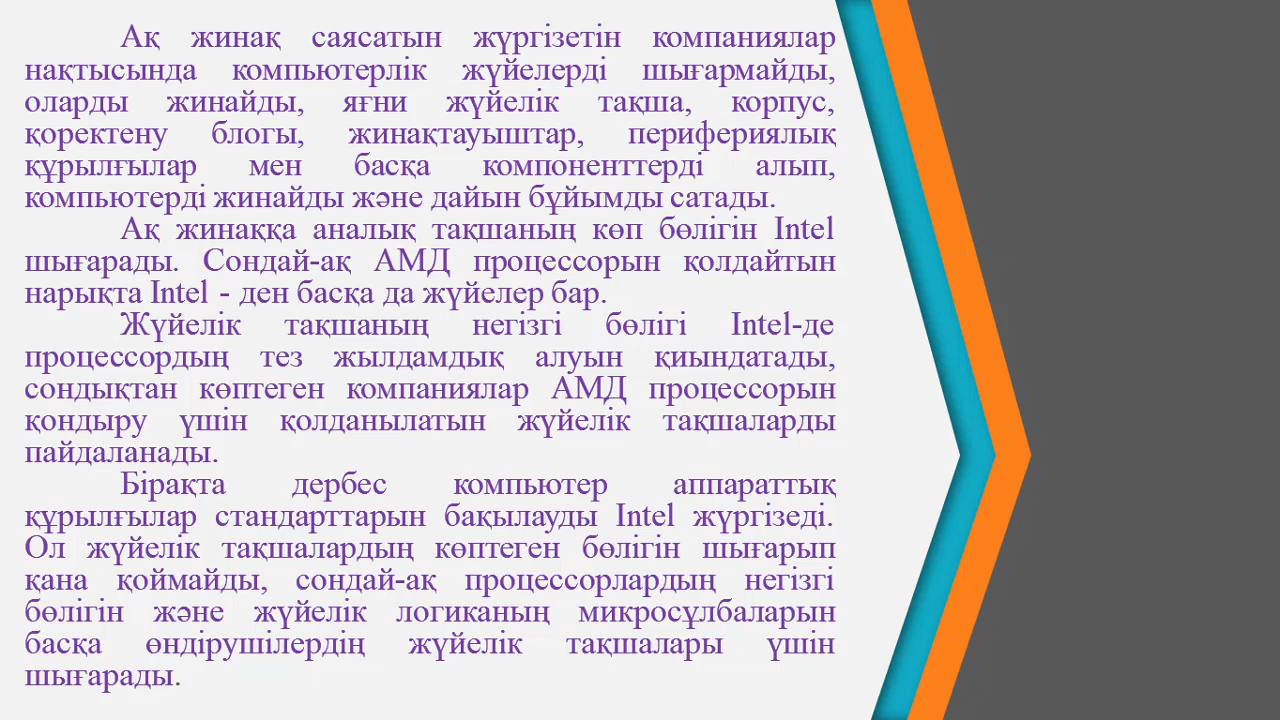 Ақ жинақ саясатын жүргізетін компаниялар
нақтысында компьютерлік жүйелерді шығармайды,
оларды жинайды, яғни жүйелік тақша, корпус,
қоректену блогы, жинақтауыштар, перифериялық
құрылғылар мен басқа компоненттерді алып,
компьютерді жинайды және дайын бұйымды сатады.
Ақ жинаққа аналық тақшаның көп бөлігін Intel
шығарады. Сондай-ақ АМД процессорын қолдайтын
нарықта Intel - ден басқа да жүйелер бар.
Жүйелік тақшаның негізгі бөлігі Intel-де
процессордың тез жылдамдық алуын қиындатады,
сондықтан көптеген компаниялар АМД процессорын
қондыру үшін қолданылатын жүйелік тақшаларды
пайдаланады.
Бірақта дербес компьютер аппараттық
құрылғылар стандарттарын бақылауды Intel жүргізеді.
Ол жүйелік тақшалардың көптеген бөлігін шығарып
қана қоймайды, сондай-ақ процессорлардың негізгі
бөлігін және жүйелік логиканың микросұлбаларын
басқа өндірушілердің жүйелік тақшалары үшін
шығарады.